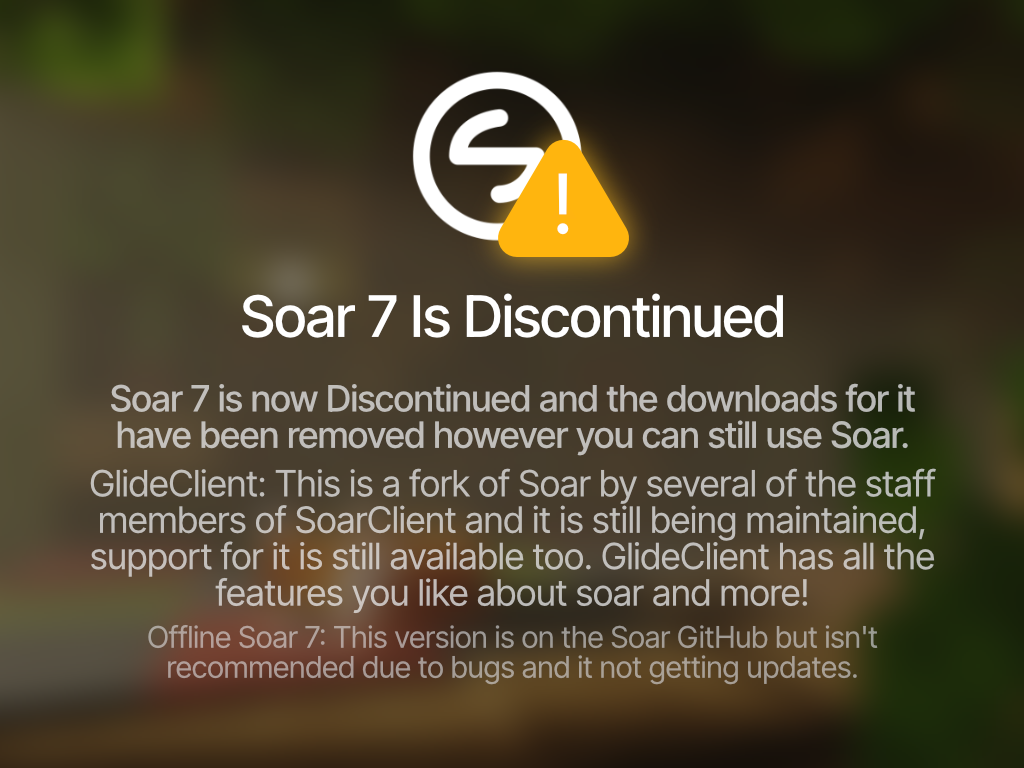 Soar 7 Is Discontinued
Soar 7 is now Discontinued and the downloads for it
have been removed however you can still use Soar.
GlideClient: This is a fork of Soar by several of the staff
members of SoarClient and it is still being maintained,
support for it is still available too. GlideClient has all the
features you like about soar and more!
Offline Soar 7: This version is on the Soar GitHub but isn't
recommended due to bugs and it not getting updates.